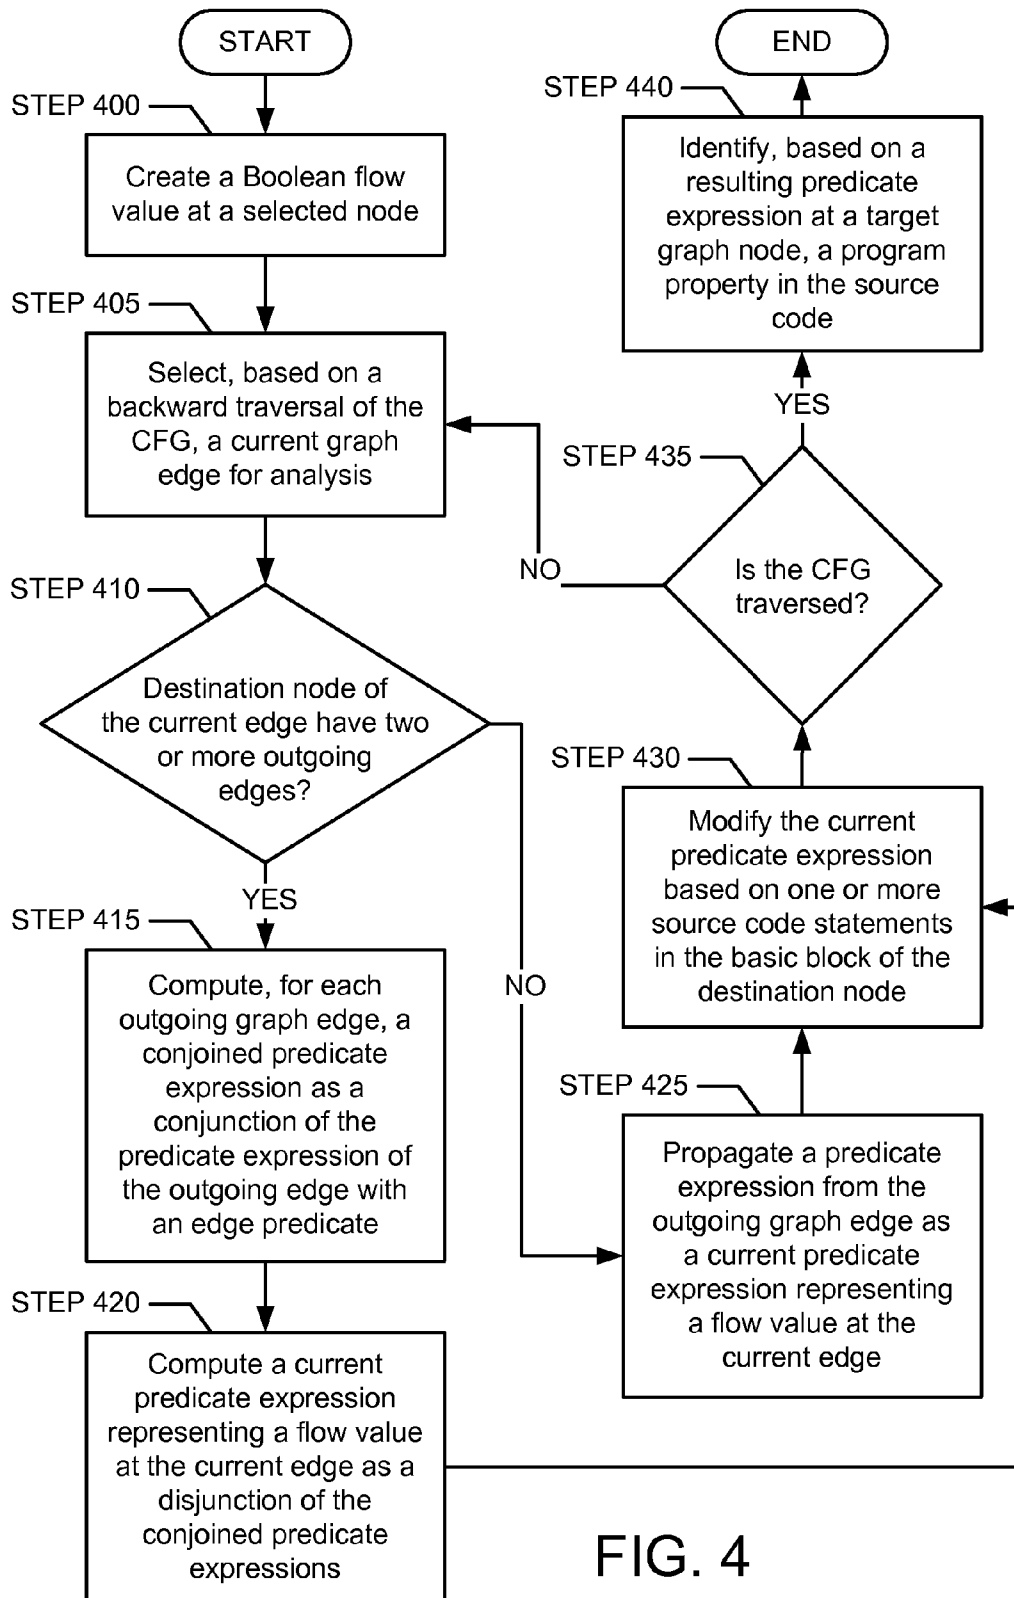 START
STEP 400
Create a Boolean flow
value at a selected node
STEP 405
Select, based on a
backward traversal of the
CFG, a current graph
edge for analysis
STEP 410
Destination node of
the current edge have two
or more outgoing
edges?
YES
NO
STEP 415
Compute, for each
outgoing graph edge, a
conjoined predicate
expression as a
conjunction of the
predicate expression of
the outgoing edge with
an edge predicate
STEP 420
Compute a current
predicate expression
representing a flow value
at the current edge as a
disjunction of the
conjoined predicate
expressions
END
STEP 440
Identify, based on a
resulting predicate
expression at a target
graph node, a program
property in the source
code
YES
STEP 435
NO
Is the CFG
traversed?
STEP 430
Modify the current
predicate expression
based on one or more
source code statements
in the basic block of the
destination node
STEP 425
Propagate a predicate
expression from the
outgoing graph edge as
a current predicate
expression representing
a flow value at the
current edge
FIG. 4